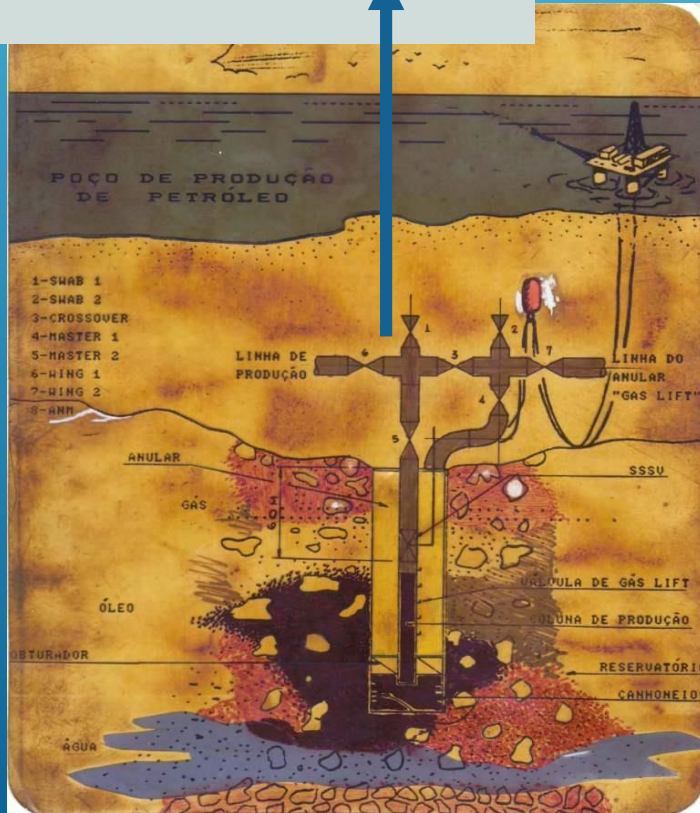 POÇO DE PRODUÇÃO
DE PETRÓLEO
1-SWAB 1
2-SWAB 2
3-CROSSOVER
4-MASTER 1
5-MASTER 2
6-WING 1
7-WING 2
8-ANM
LINHA DE
PRODUÇÃO
1
2
6
3
7
4
5
LINHA DO
ANULAR
"GAS LIFT"
ANULAR
SSSV
GÁS
VÁLVULA DE GÁS LIFT
ÓLEO
COLUNA DE PRODUÇÃO
OBTURADOR
RESERVATÓRIO
CANHONEIO
ÁGUA